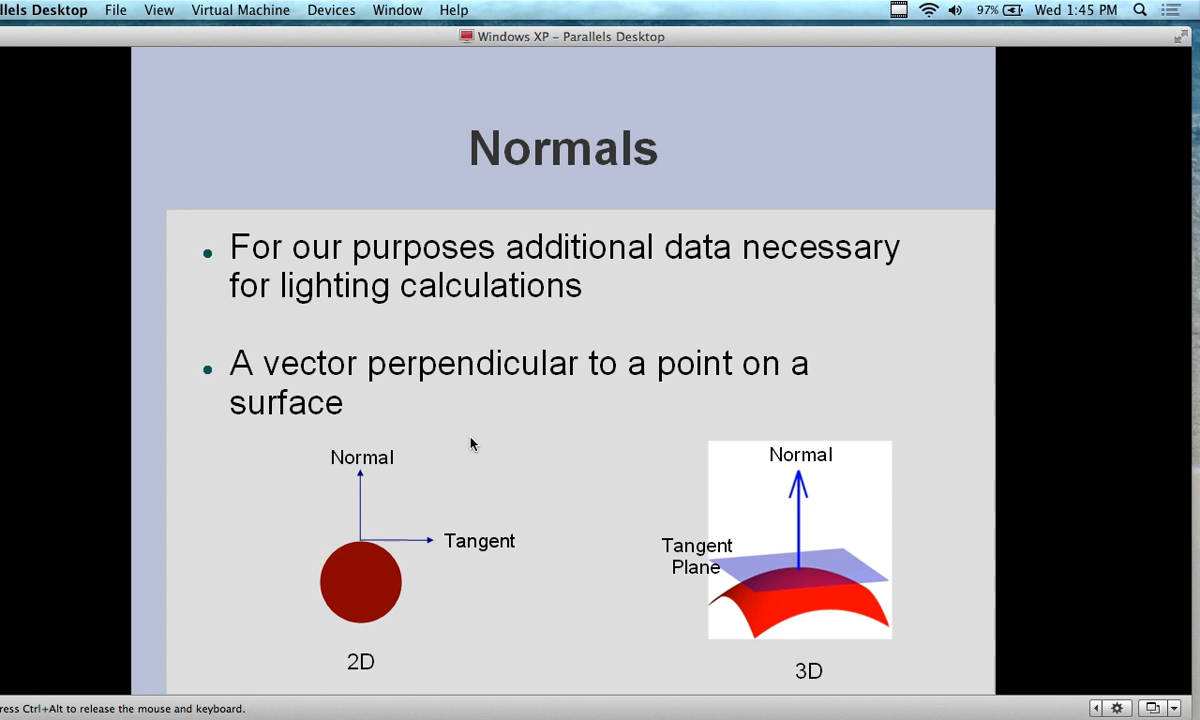 llels Desktop File View Virtual Machine Devices Window Help 97% Wed 1:45 PM
Windows XP – Parallels Desktop
Normals
• For our purposes additional data necessary
for lighting calculations
• A vector perpendicular to a point on a
surface
Normal
Tangent
2D
Normal
Tangent
Plane
3D
ress Ctrl+Alt to release the mouse and keyboard.